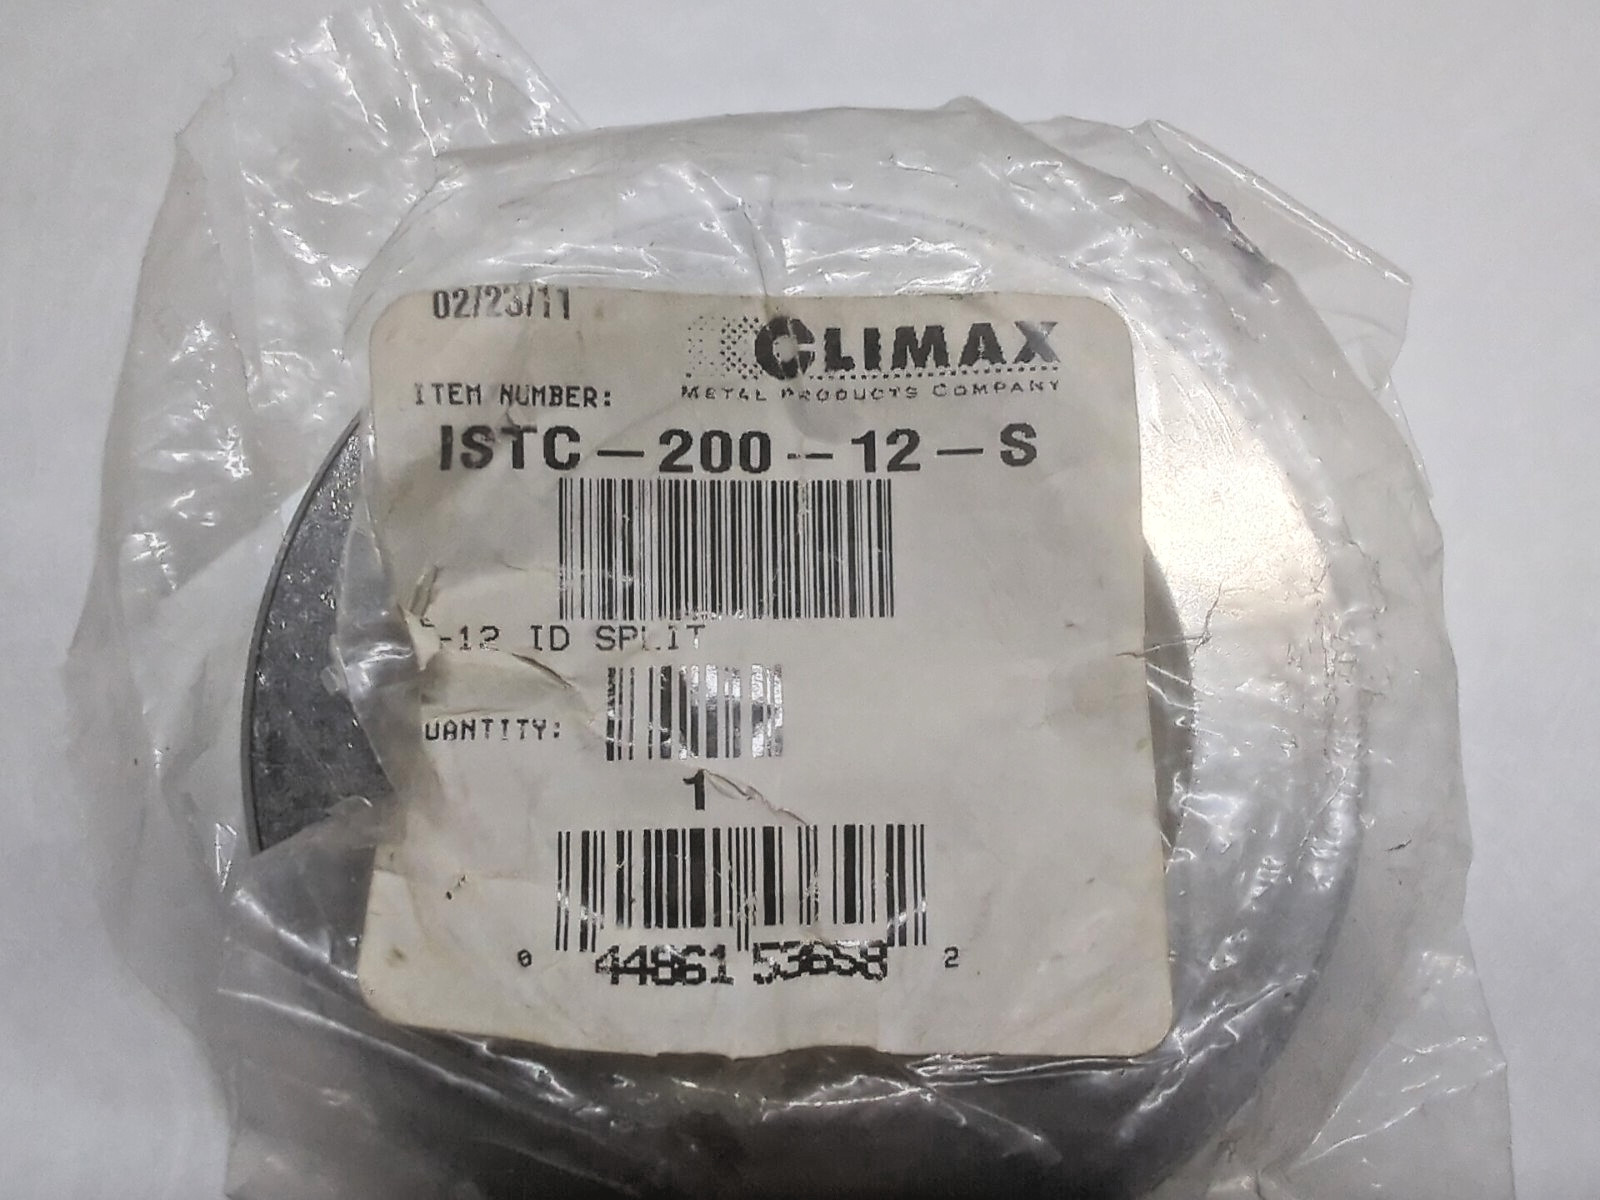 02/23/11
CLIMAX
METAL PRODUCTS COMPANY
ITEM NUMBER:
ISTC-200-12-S
-12 ID SPLIT
UANTITY:
1
0 44861 53658 2